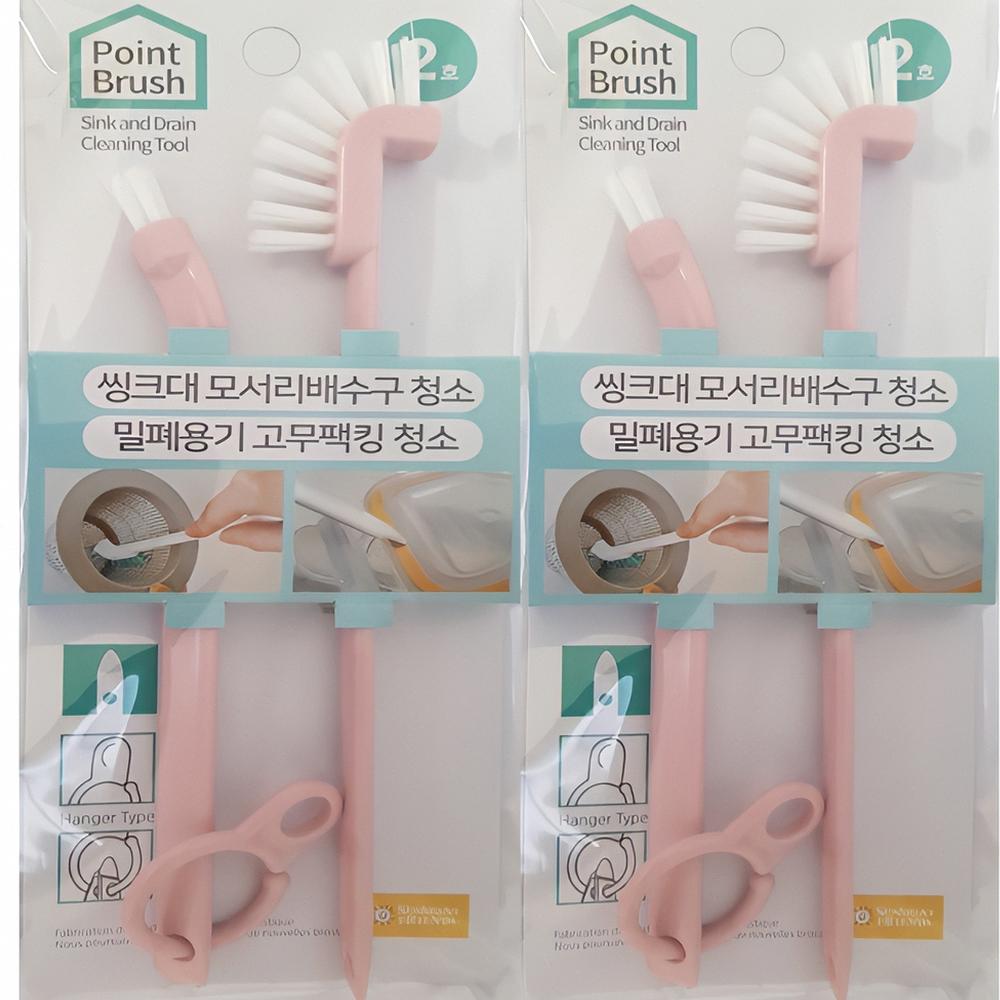 Point
Brush
Sink and Drain
Cleaning Tool
2
씽크대 모서리배수구 청소
밀폐용기 고무팩킹 청소
Hanger Type
Point
Brush
Sink and Drain
Cleaning Tool
2
씽크대 모서리배수구 청소
밀폐용기 고무팩킹 청소
Hanger Type